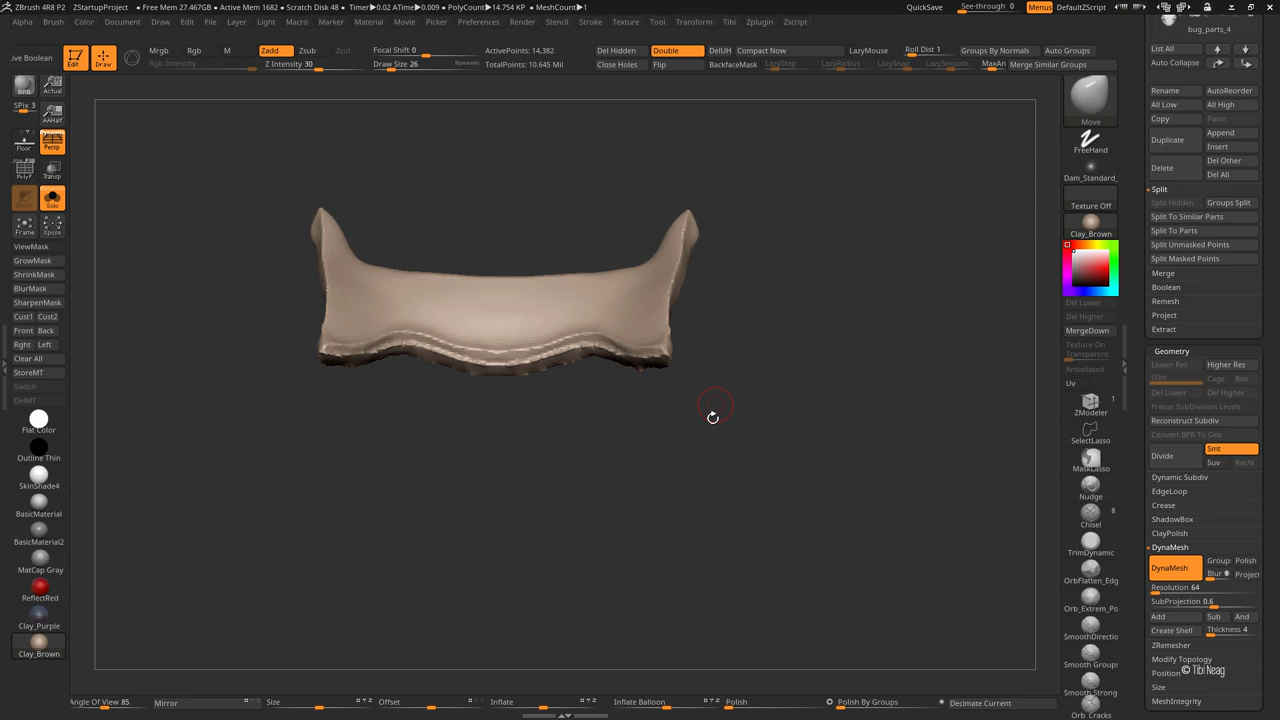 ZBrush 4R8 P2 ZStartupProject • Free Mem 27.467GB • Active Mem 1682 • Scratch Disk 48 • Timer▶0.02 ATime▶0.009 • PolyCount▶14.754 KP • MeshCount▶1 QuickSave See-through 0 Menus DefaultZScript
Alpha Brush Color Document Draw Edit File Layer Light Macro Marker Material Movie Picker Preferences Render Stencil Stroke Texture Tool Transform Tibi Zplugin Zscript
ive Boolean Edit Draw Mrgb Rgb M Zadd Zsub Zcut Focal Shift 0 ActivePoints: 14,382 Del Hidden Double DelUH Compact Now LazyMouse Roll Dist 1 Groups By Normals Auto Groups
Rgb Intensity Z Intensity 30 Draw Size 26 Dynamic TotalPoints: 10.645 Mil Close Holes Flip BackfaceMask LazyStep LazyRadius LazySnap LazySmooth MaxAn Merge Similar Groups
BPR Actual
SPix 3 AAHalf
Floor Persp
PolyF Transp
Solo
Frame Xpose
ViewMask
GrowMask
ShrinkMask
BlurMask
SharpenMask
Cust1 Cust2
Front Back
Rght Left
Clear All
StoreMT
Switch
DelMT
Flat Color
Outline Thin
SkinShade4
BasicMaterial
BasicMaterial2
MatCap Gray
ReflectRed
Clay_Purple
Clay_Brown
Move
FreeHand
Dam_Standard_
Texture Off
Clay_Brown
Del Lower
Del Higher
MergeDown
Texture On
Transparent
Antialiased
Uv
1
ZModeler
SelectLasso
MaskLasso
Nudge
8
Chisel
TrimDynamic
OrbFlatten_Edg
Orb_Extrem_Po
SmoothDirectio
Smooth Groups
Smooth Strong
Orb_Cracks
bug_parts_4
List All
Auto Collapse
Rename AutoReorder
All Low All High
Copy Paste
Duplicate Append
Insert
Delete Del Other
Del All
Split
Split Hidden Groups Split
Split To Similar Parts
Split To Parts
Split Unmasked Points
Split Masked Points
Merge
Boolean
Remesh
Project
Extract
Geometry
Lower Res Higher Res
SDiv Cage Rstr
Del Lower Del Higher
Freeze SubDivision Levels
Reconstruct Subdiv
Convert BPR To Geo
Divide Smt
Suv ReUV
Dynamic Subdiv
EdgeLoop
Crease
ShadowBox
ClayPolish
DynaMesh
DynaMesh Group: Polish
Blur Project
Resolution 64
SubProjection 0.6
Add Sub And
Create Shell Thickness 4
ZRemesher
Modify Topology
Position
© Tibi Neag
Size
MeshIntegrity
Angle Of View 85 Mirror Size Offset Inflate Inflate Balloon Polish Polish By Groups Decimate Current